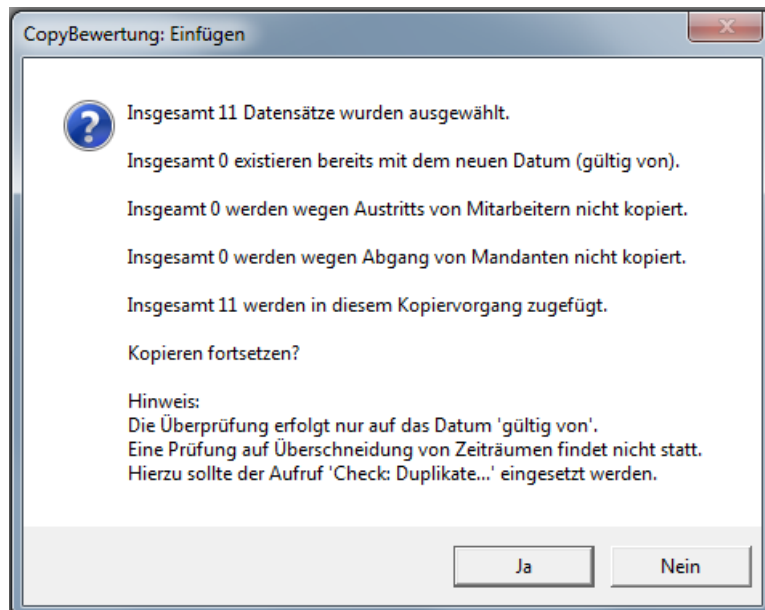 CopyBewertung: Einfügen
Insgesamt 11 Datensätze wurden ausgewählt.
Insgesamt 0 existieren bereits mit dem neuen Datum (gültig von).
Insgeamt 0 werden wegen Austritts von Mitarbeitern nicht kopiert.
Insgesamt 0 werden wegen Abgang von Mandanten nicht kopiert.
Insgesamt 11 werden in diesem Kopiervorgang zugefügt.
Kopieren fortsetzen?
Hinweis:
Die Überprüfung erfolgt nur auf das Datum 'gültig von'.
Eine Prüfung auf Überschneidung von Zeiträumen findet nicht statt.
Hierzu sollte der Aufruf 'Check: Duplikate...' eingesetzt werden.
Ja
Nein